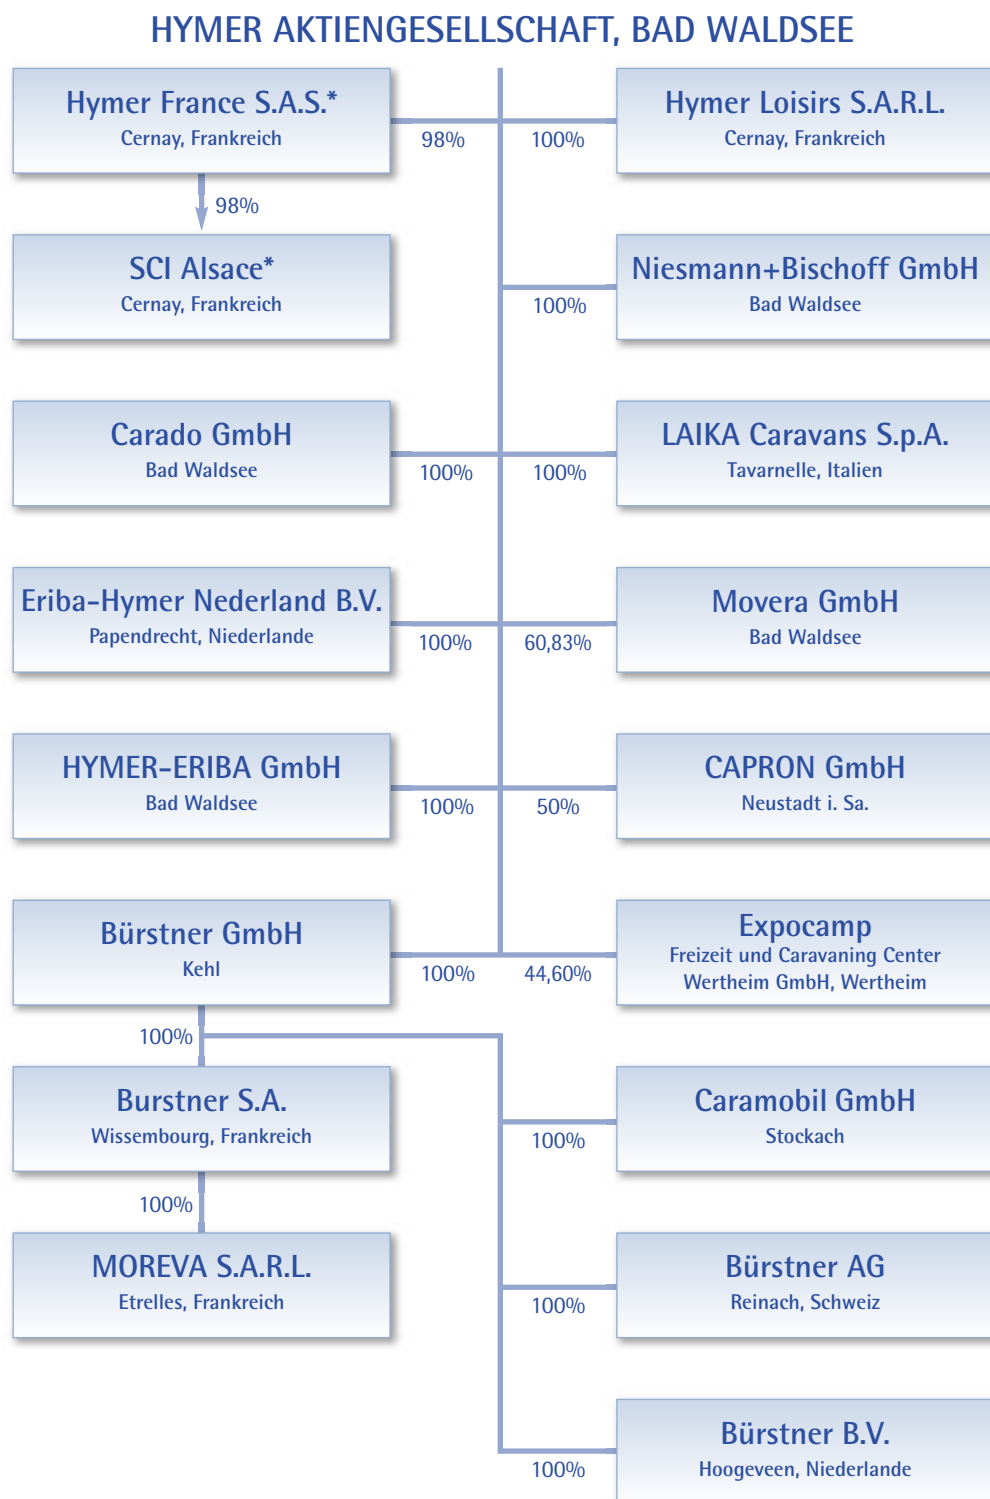 HYMER AKTIENGESELLSCHAFT, BAD WALDSEE
Hymer France S.A.S.*
Cernay, Frankreich
98%
100%
Hymer Loisirs S.A.R.L.
Cernay, Frankreich
98%
SCI Alsace*
Cernay, Frankreich
100%
Niesmann+Bischoff GmbH
Bad Waldsee
Carado GmbH
Bad Waldsee
100%
100%
LAIKA Caravans S.p.A.
Tavarnelle, Italien
Eriba-Hymer Nederland B.V.
Papendrecht, Niederlande
100%
60,83%
Movera GmbH
Bad Waldsee
HYMER-ERIBA GmbH
Bad Waldsee
100%
50%
CAPRON GmbH
Neustadt i. Sa.
Bürstner GmbH
Kehl
100%
44,60%
Expocamp
Freizeit und Caravaning Center
Wertheim GmbH, Wertheim
100%
Burstner S.A.
Wissembourg, Frankreich
100%
Caramobil GmbH
Stockach
100%
MOREVA S.A.R.L.
Etrelles, Frankreich
100%
Bürstner AG
Reinach, Schweiz
100%
Bürstner B.V.
Hoogeveen, Niederlande